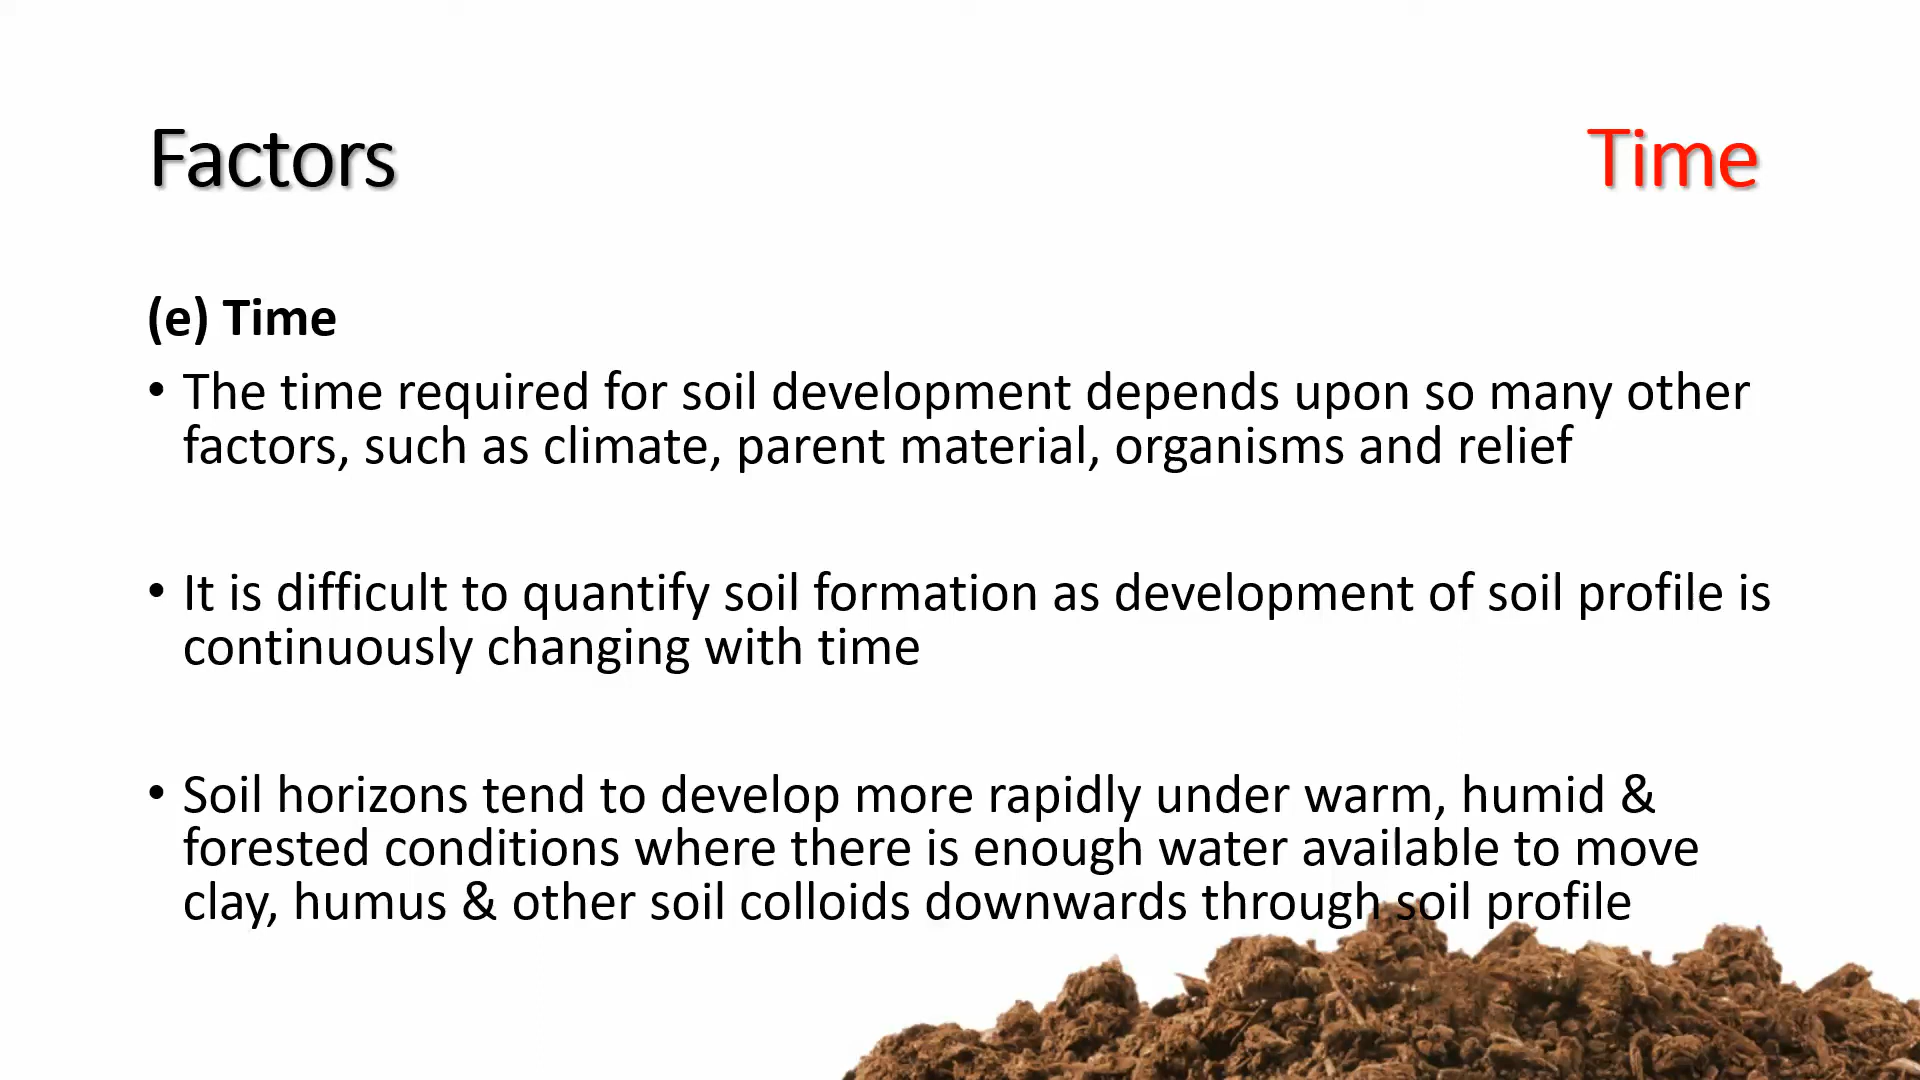 Factors
Time
(e) Time
• The time required for soil development depends upon so many other
factors, such as climate, parent material, organisms and relief
• It is difficult to quantify soil formation as development of soil profile is
continuously changing with time
• Soil horizons tend to develop more rapidly under warm, humid &
forested conditions where there is enough water available to move
clay, humus & other soil colloids downwards through soil profile